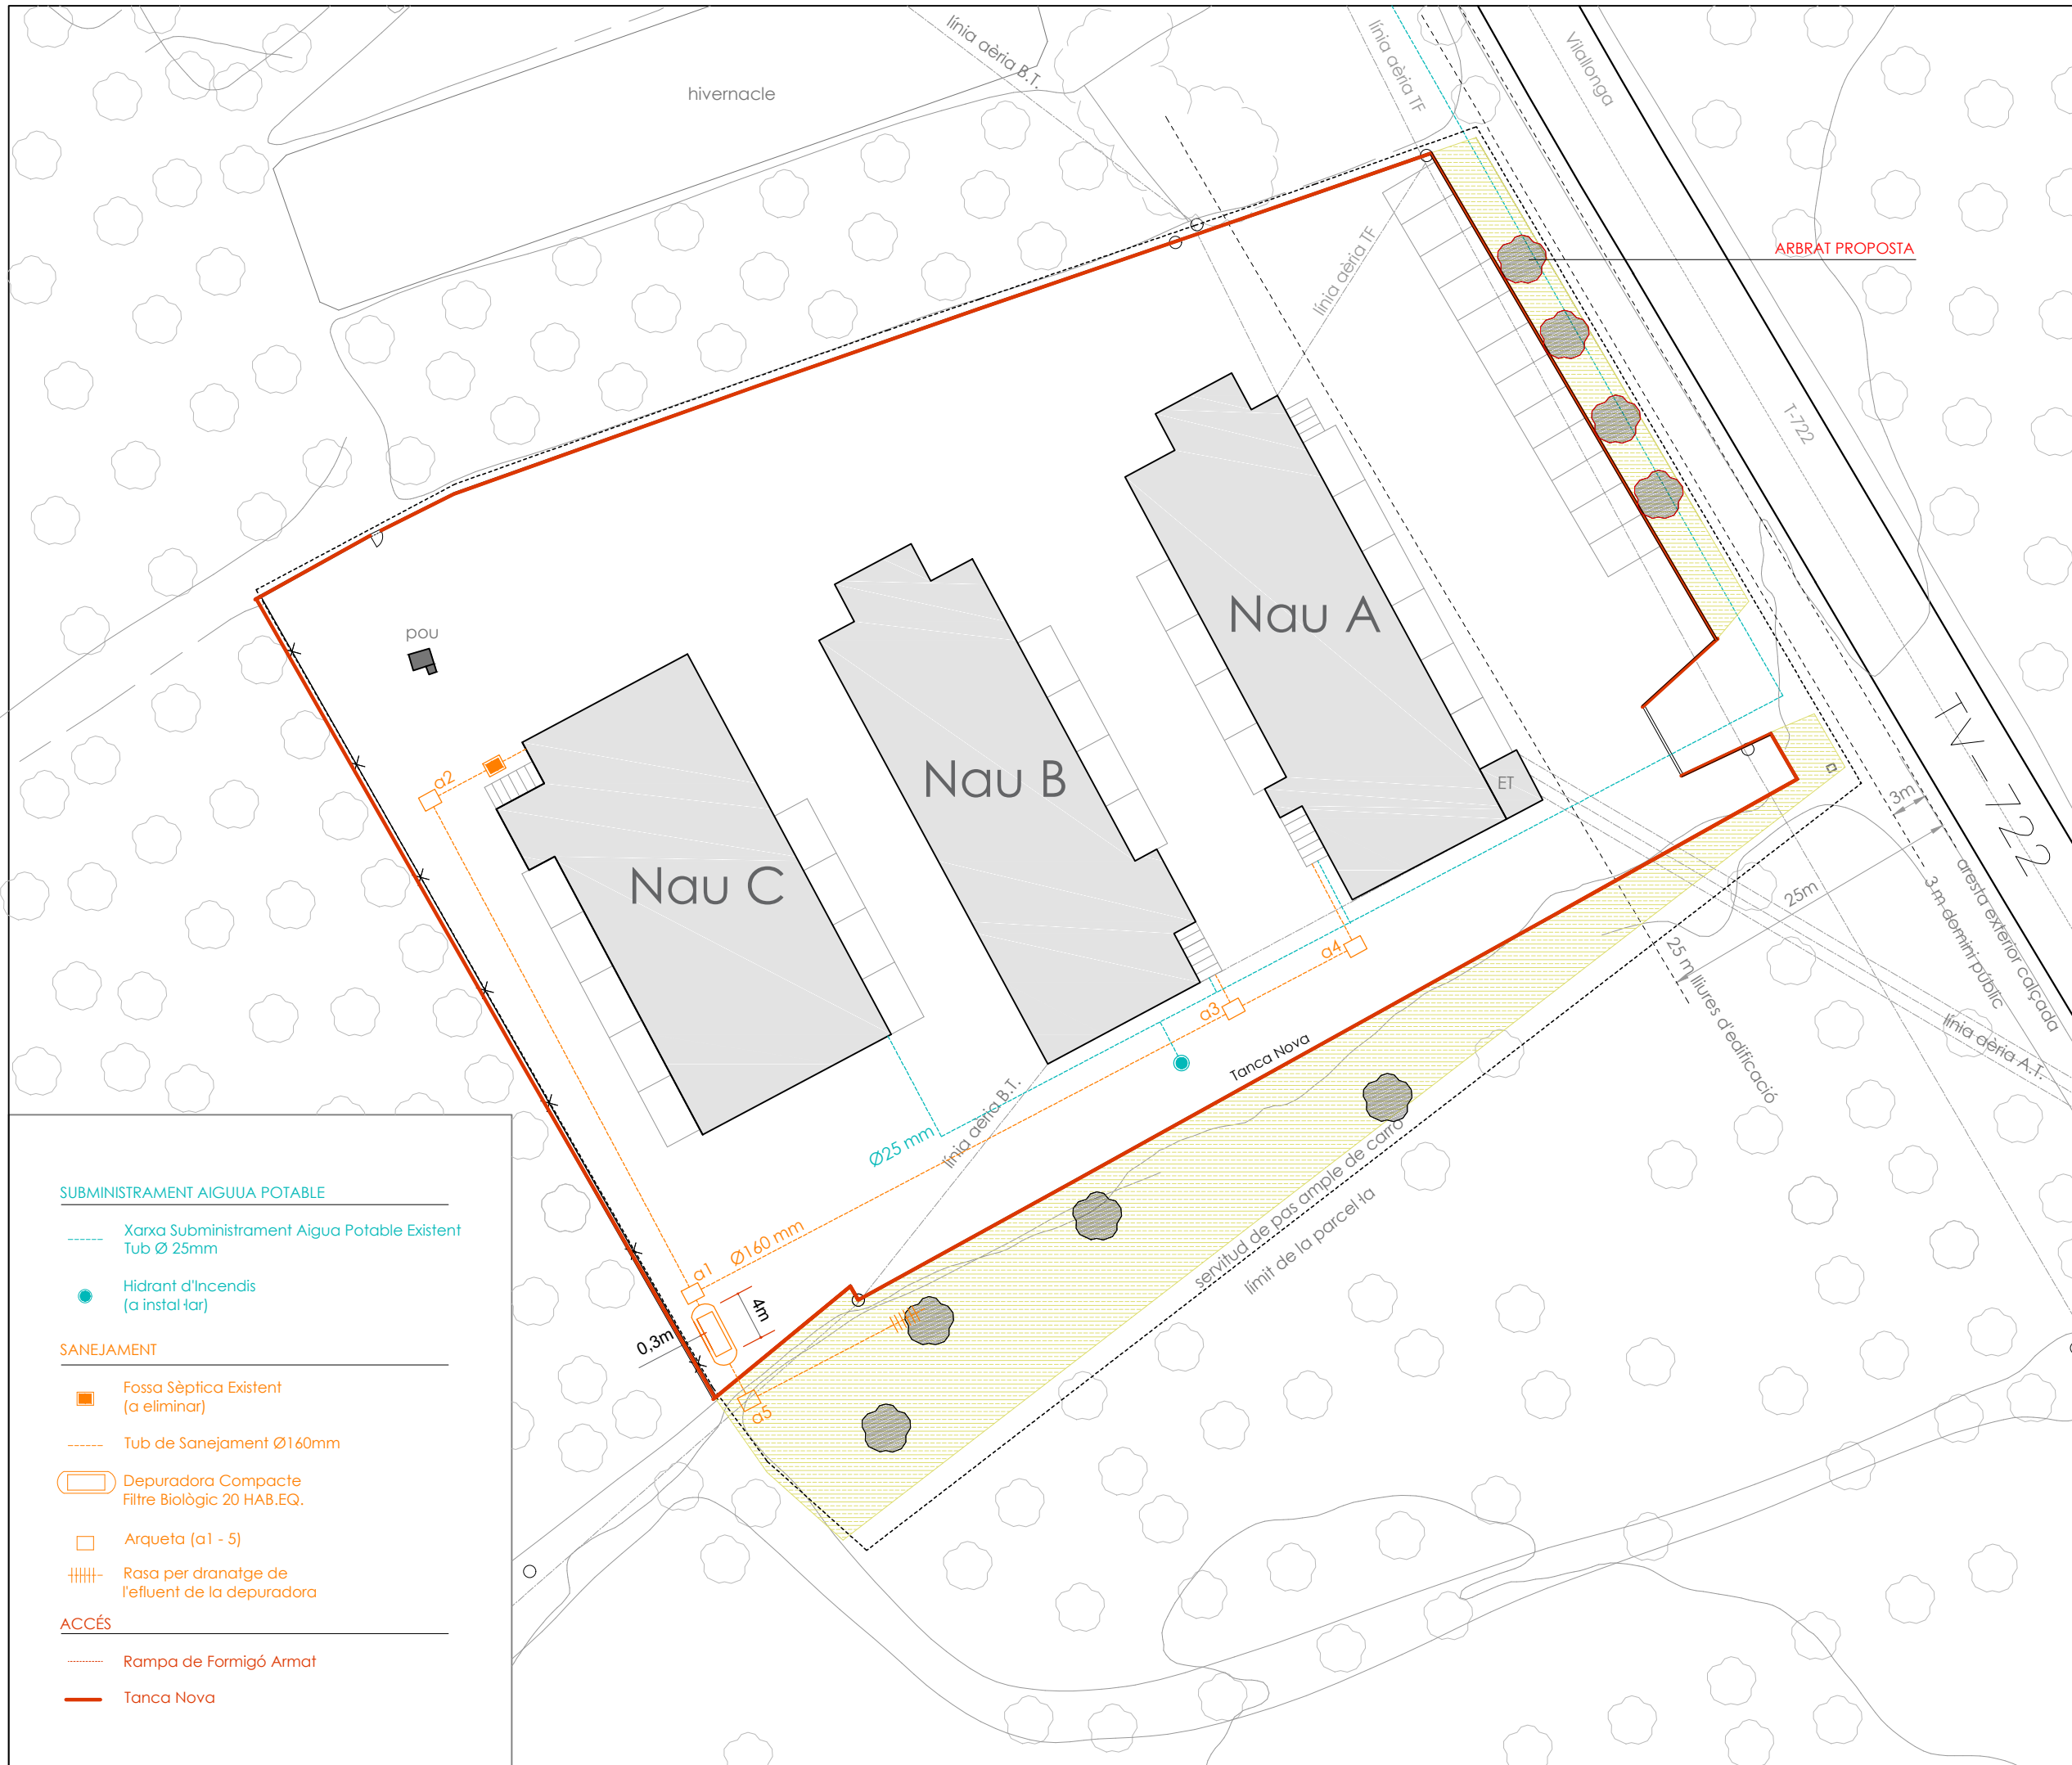 línia aèria B.T.
línia aèria TF
Vilallonga
hivernacle
ARBRAT PROPOSTA
línia aèria TF
T-722
pou
Nau A
Nau B
Nau C
ET
TV-722
a2
3m
25m
aresta exterior calçada
3 m domini públic
25 m lliures d'edificació
línia aèria A.T.
a4
a3
Tanca Nova
Ø25 mm
línia aeria B.T.
servitud de pas ample de carro
límit de la parcel·la
Ø160 mm
a1
4m
0,3m
a5
SUBMINISTRAMENT AIGUUA POTABLE
Xarxa Subministrament Aigua Potable Existent
Tub Ø 25mm
Hidrant d'Incendis
(a instal·lar)
SANEJAMENT
Fossa Sèptica Existent
(a eliminar)
Tub de Sanejament Ø160mm
Depuradora Compacte
Filtre Biològic 20 HAB.EQ.
Arqueta (a1 - 5)
Rasa per dranatge de
l'efluent de la depuradora
ACCÉS
Rampa de Formigó Armat
Tanca Nova